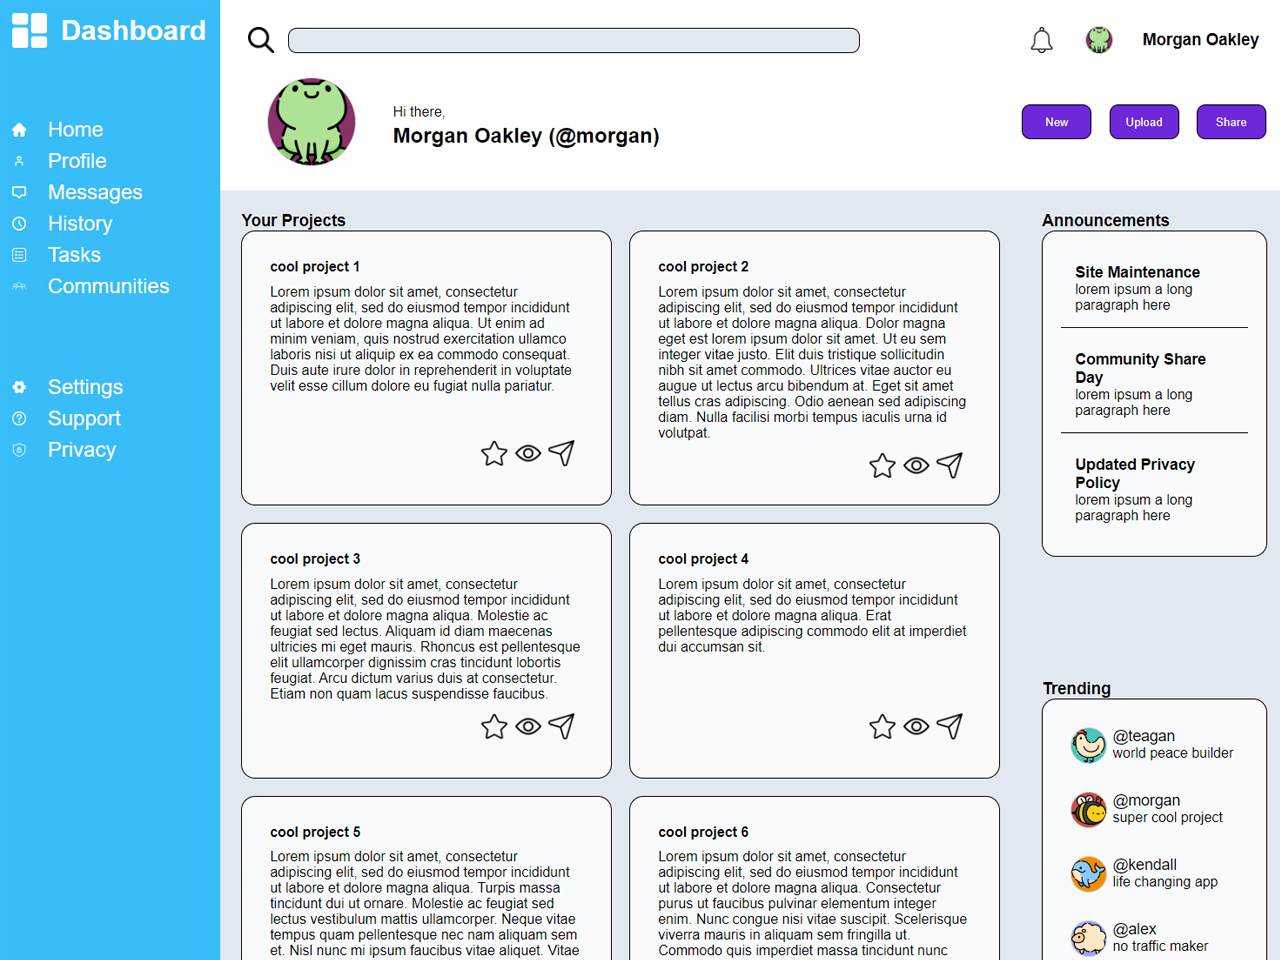 Dashboard
Home
Profile
Messages
History
Tasks
Communities
Settings
Support
Privacy
Morgan Oakley
Hi there,
Morgan Oakley (@morgan)
New
Upload
Share
Your Projects
cool project 1
Lorem ipsum dolor sit amet, consectetur
adipiscing elit, sed do eiusmod tempor incididunt
ut labore et dolore magna aliqua. Ut enim ad
minim veniam, quis nostrud exercitation ullamco
laboris nisi ut aliquip ex ea commodo consequat.
Duis aute irure dolor in reprehenderit in voluptate
velit esse cillum dolore eu fugiat nulla pariatur.
cool project 2
Lorem ipsum dolor sit amet, consectetur
adipiscing elit, sed do eiusmod tempor incididunt
ut labore et dolore magna aliqua. Dolor magna
eget est lorem ipsum dolor sit amet. Ut eu sem
integer vitae justo. Elit duis tristique sollicitudin
nibh sit amet commodo. Ultrices vitae auctor eu
augue ut lectus arcu bibendum at. Eget sit amet
tellus cras adipiscing. Odio aenean sed adipiscing
diam. Nulla facilisi morbi tempus iaculis urna id
volutpat.
cool project 3
Lorem ipsum dolor sit amet, consectetur
adipiscing elit, sed do eiusmod tempor incididunt
ut labore et dolore magna aliqua. Molestie ac
feugiat sed lectus. Aliquam id diam maecenas
ultricies mi eget mauris. Rhoncus est pellentesque
elit ullamcorper dignissim cras tincidunt lobortis
feugiat. Arcu dictum varius duis at consectetur.
Etiam non quam lacus suspendisse faucibus.
cool project 4
Lorem ipsum dolor sit amet, consectetur
adipiscing elit, sed do eiusmod tempor incididunt
ut labore et dolore magna aliqua. Erat
pellentesque adipiscing commodo elit at imperdiet
dui accumsan sit.
cool project 5
Lorem ipsum dolor sit amet, consectetur
adipiscing elit, sed do eiusmod tempor incididunt
ut labore et dolore magna aliqua. Turpis massa
tincidunt dui ut ornare. Molestie ac feugiat sed
lectus vestibulum mattis ullamcorper. Neque vitae
tempus quam pellentesque nec nam aliquam sem
et. Nisl nunc mi ipsum faucibus vitae aliquet. Vitae
cool project 6
Lorem ipsum dolor sit amet, consectetur
adipiscing elit, sed do eiusmod tempor incididunt
ut labore et dolore magna aliqua. Consectetur
purus ut faucibus pulvinar elementum integer
enim. Nunc congue nisi vitae suscipit. Scelerisque
viverra mauris in aliquam sem fringilla ut.
Commodo quis imperdiet massa tincidunt nunc
Announcements
Site Maintenance
lorem ipsum a long
paragraph here
Community Share
Day
lorem ipsum a long
paragraph here
Updated Privacy
Policy
lorem ipsum a long
paragraph here
Trending
@teagan
world peace builder
@morgan
super cool project
@kendall
life changing app
@alex
no traffic maker